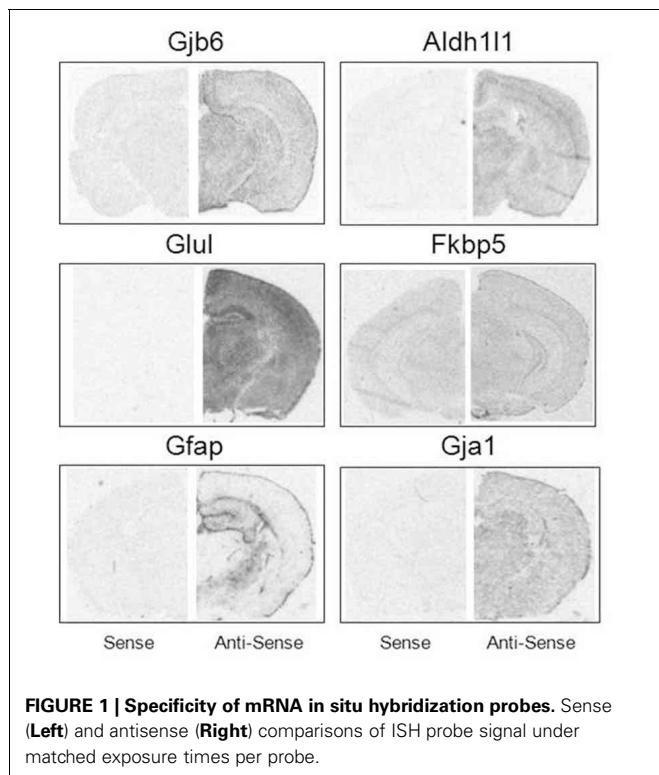 Gjb6 Aldh1l1
Glul Fkbp5
Gfap Gja1
Sense Anti-Sense Sense Anti-Sense
FIGURE 1 | Specificity of mRNA in situ hybridization probes. Sense
(Left) and antisense (Right) comparisons of ISH probe signal under
matched exposure times per probe.